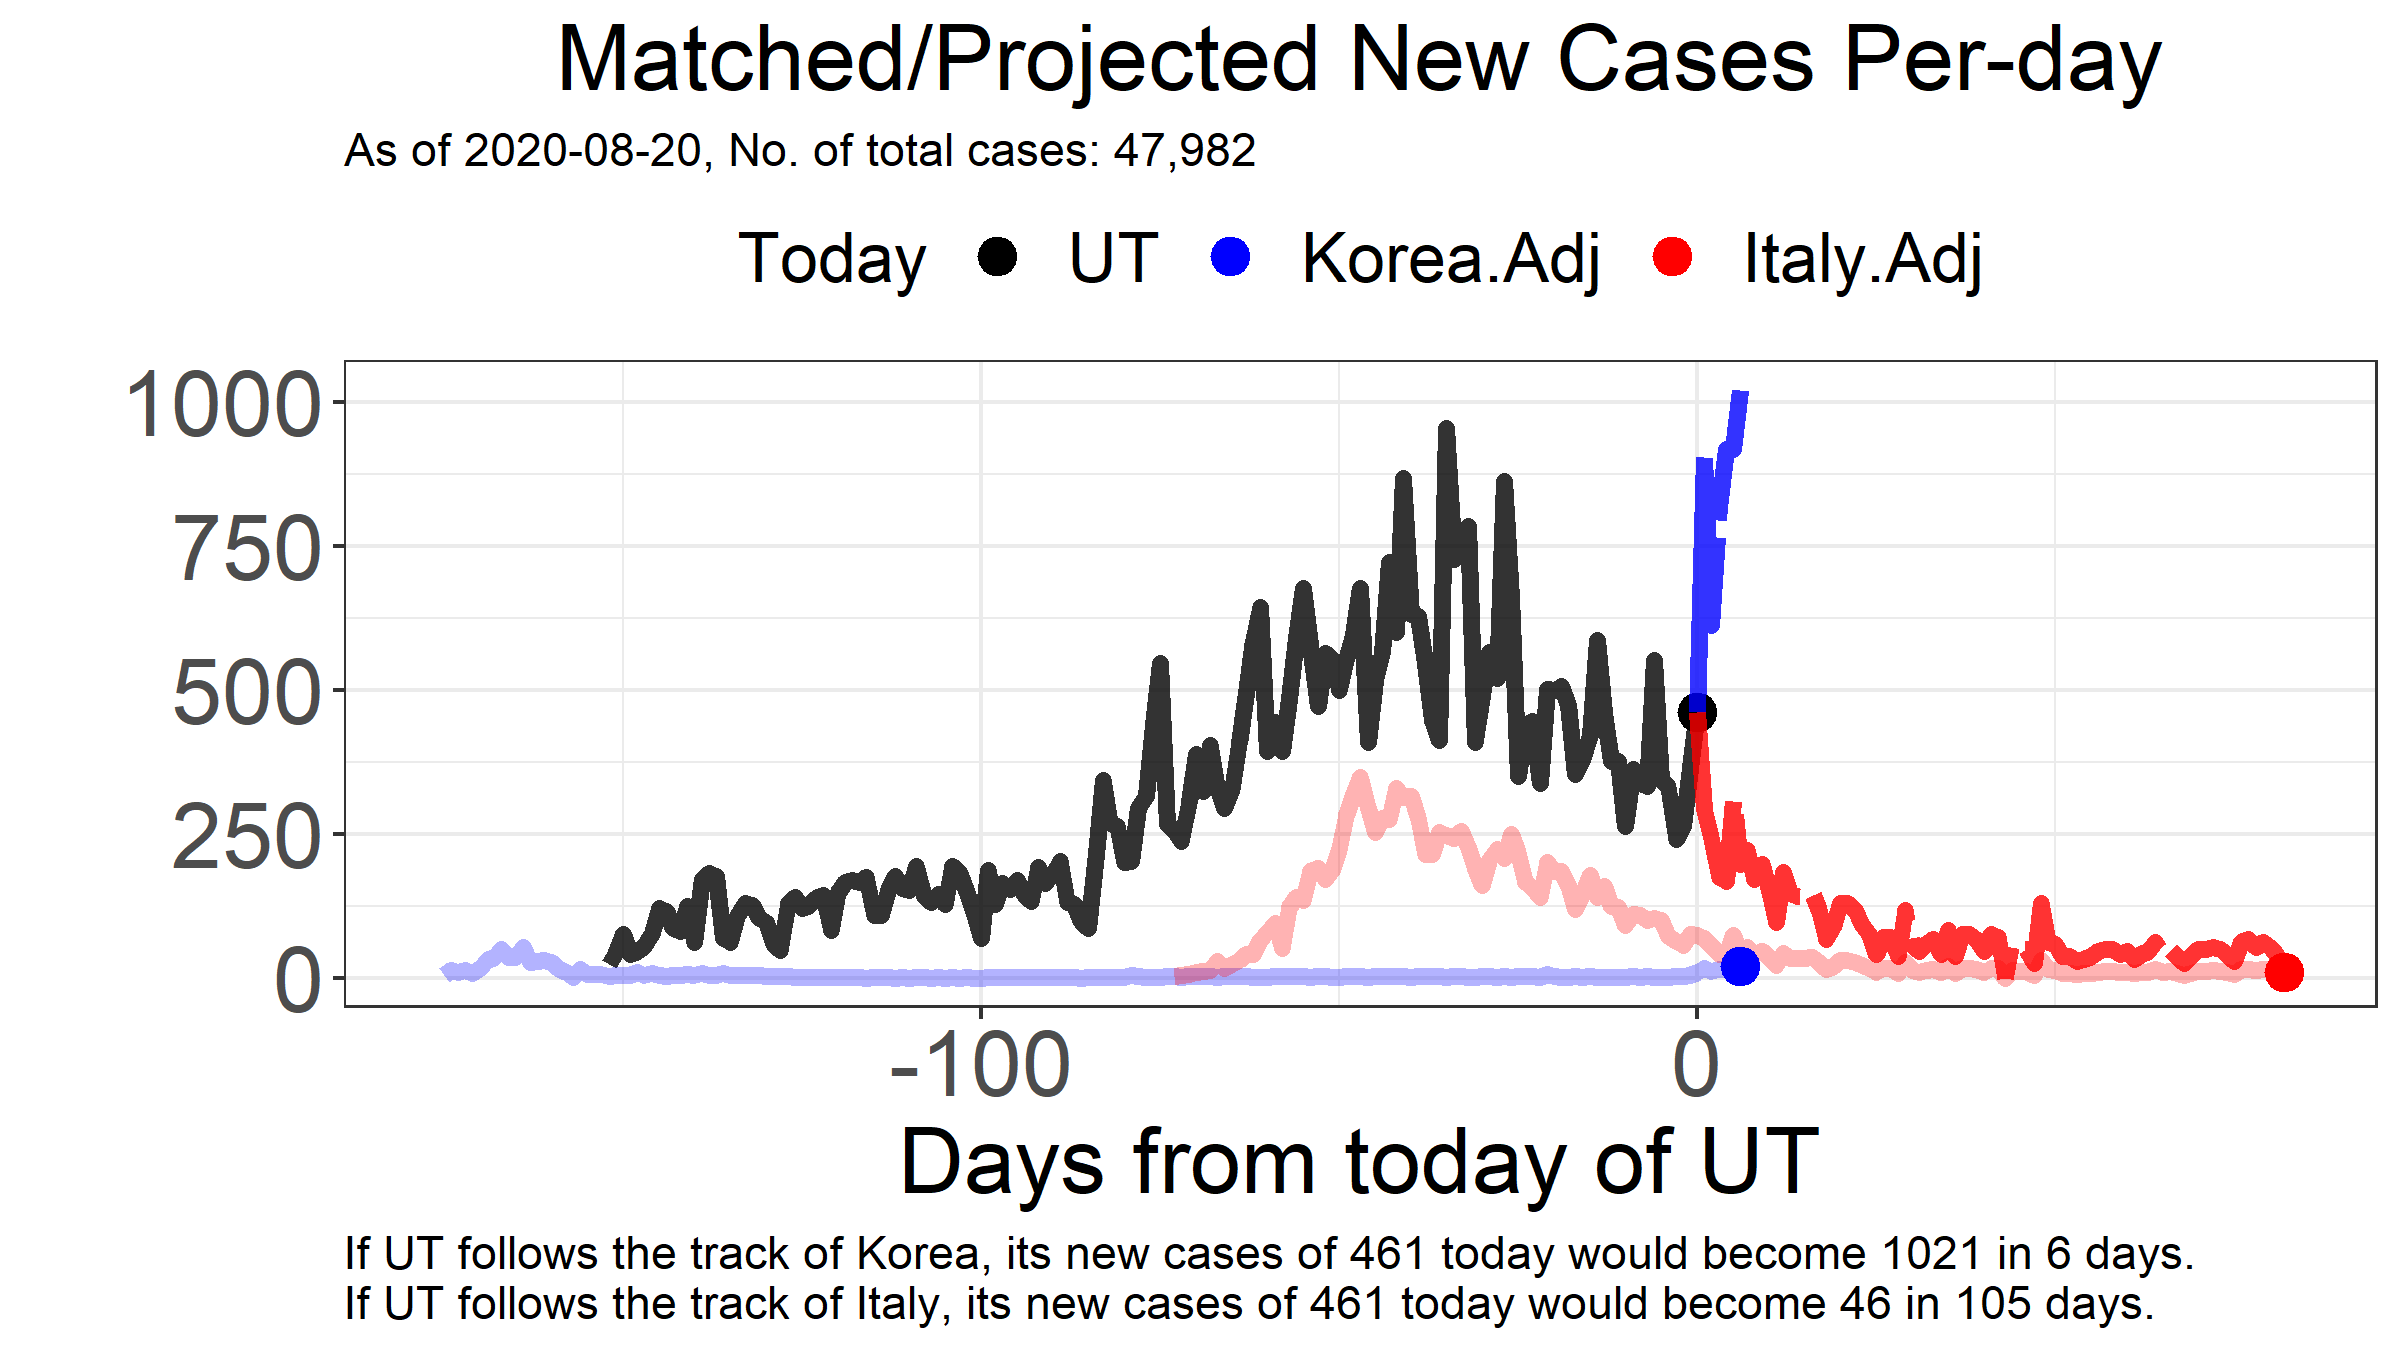 Matched/Projected New Cases Per-day
As of 2020-08-20, No. of total cases: 47,982
Today UT Korea.Adj Italy.Adj
1000
750
500
250
0
-100 0
Days from today of UT
If UT follows the track of Korea, its new cases of 461 today would become 1021 in 6 days.
If UT follows the track of Italy, its new cases of 461 today would become 46 in 105 days.